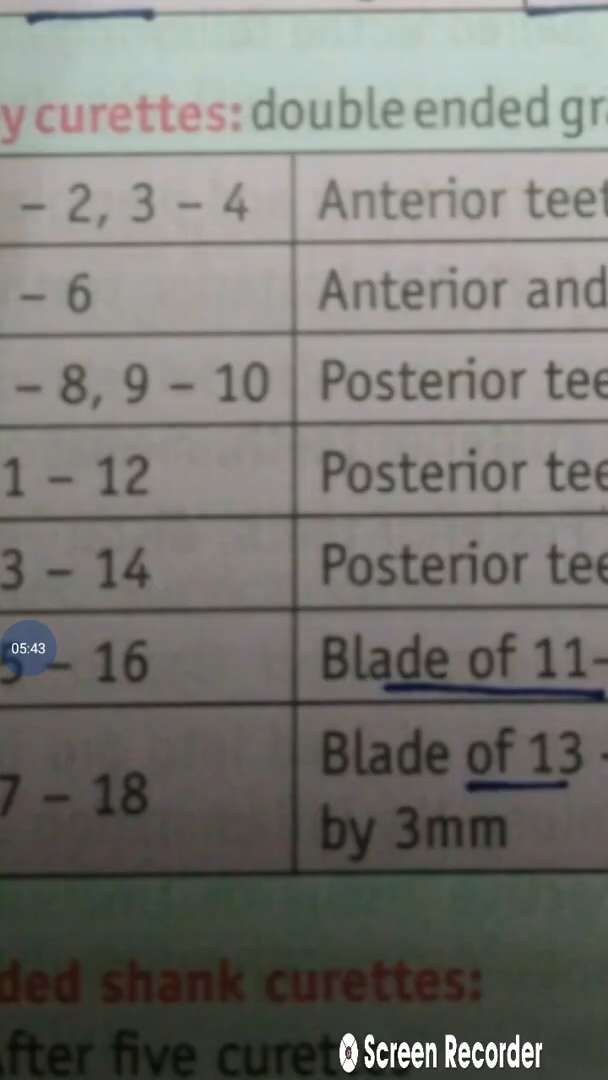 y curettes: double ended gr
– 2, 3 – 4 Anterior teet
– 6 Anterior and
– 8, 9 – 10 Posterior tee
1 – 12 Posterior tee
3 – 14 Posterior tee
05:43
5 – 16 Blade of 11-
7 – 18 Blade of 13 -
by 3mm
ded shank curettes:
After five curet
Screen Recorder